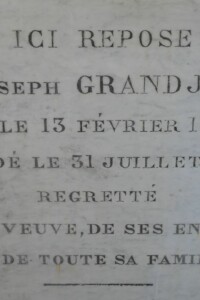 ICI REPOSE
SEPH GRANDJ
LE 13 FÉVRIER 1
DÉ LE 31 JUILLET
REGRETTÉ
VEUVE, DE SES EN
DE TOUTE SA FAMI